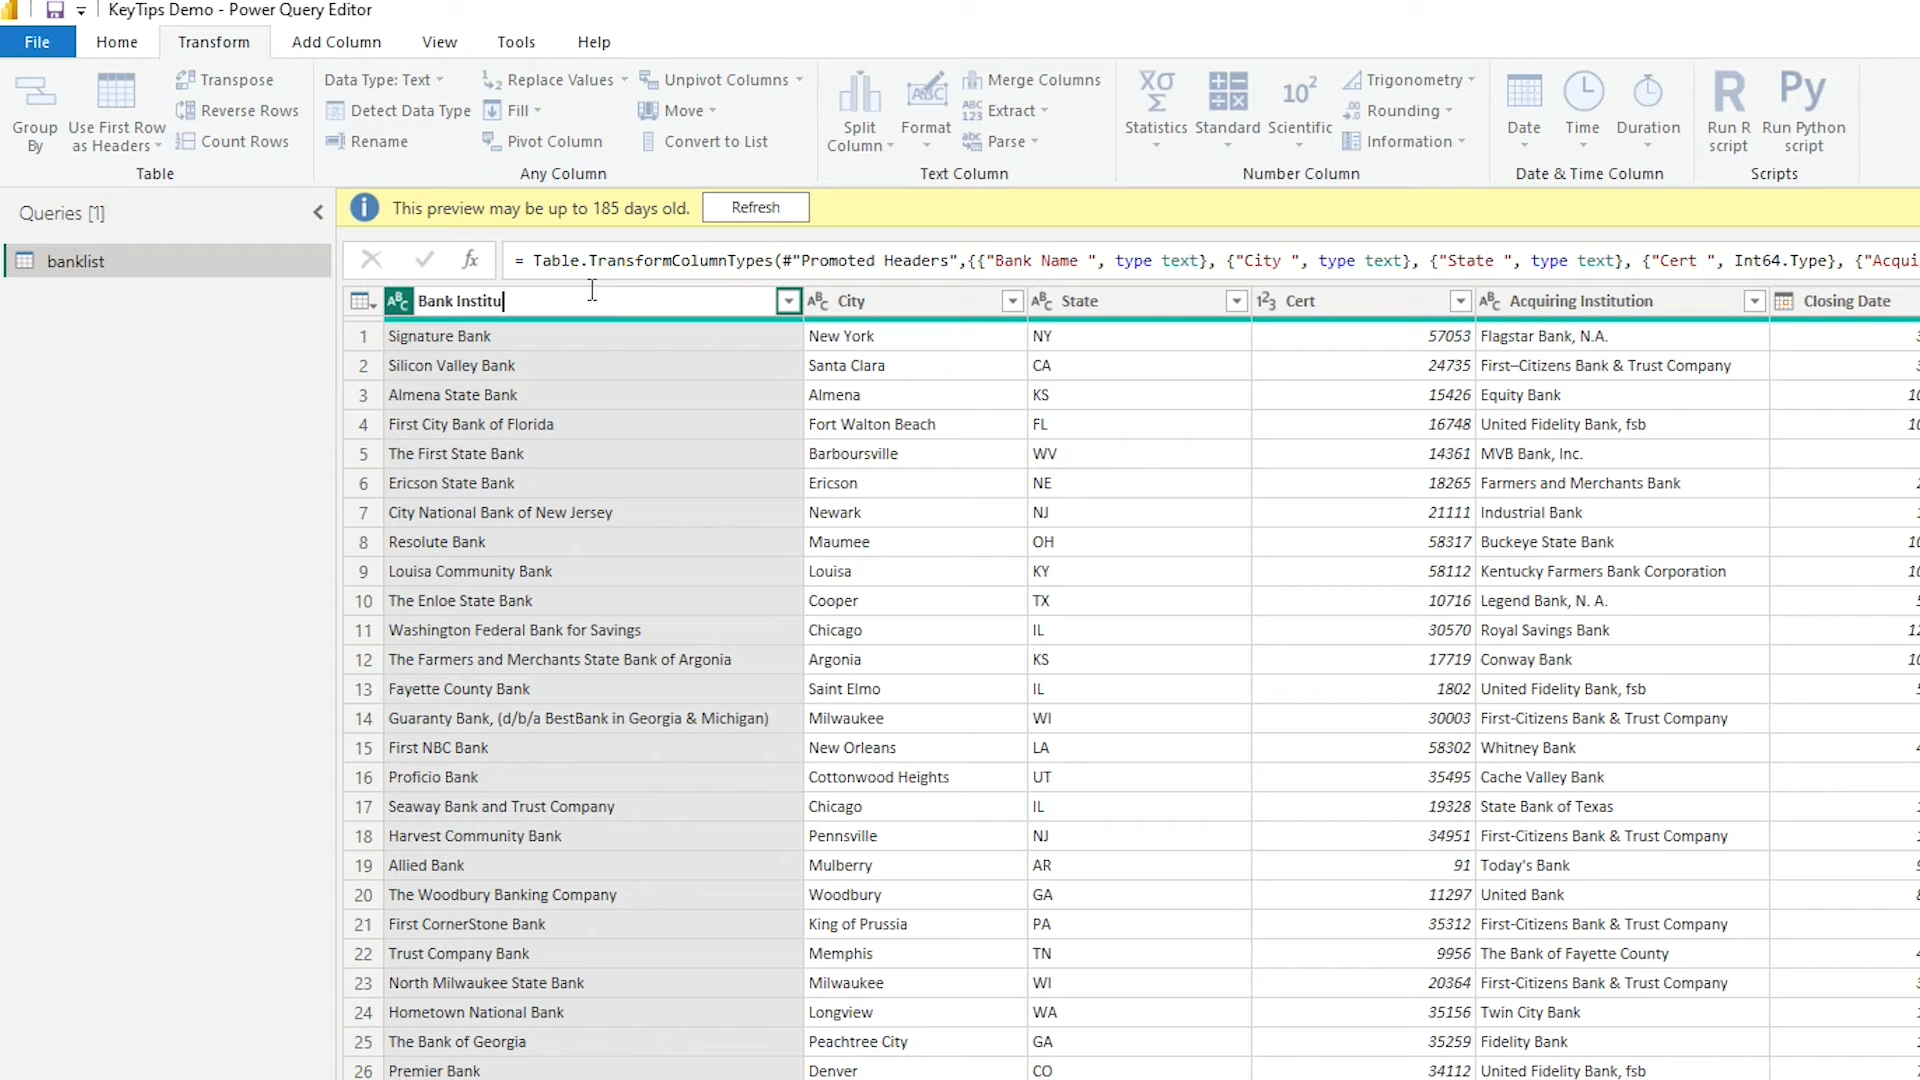 KeyTips Demo - Power Query Editor
File Home Transform Add Column View Tools Help
Group By
Use First Row as Headers
Transpose
Reverse Rows
Count Rows
Table
Data Type: Text
Detect Data Type
Rename
Replace Values
Fill
Pivot Column
Unpivot Columns
Move
Convert to List
Any Column
Split Column
ABC
Format
Merge Columns
ABC 123
Extract
abc
Parse
Text Column
XO Σ
Statistics
Standard
10²
Scientific
Trigonometry
.00
Rounding
Information
Number Column
Date
Time
Duration
Date & Time Column
R
Run R script
Py
Run Python script
Scripts
Queries [1]
banklist
This preview may be up to 185 days old. Refresh
fx = Table.TransformColumnTypes(#"Promoted Headers",{{"Bank Name ", type text}, {"City ", type text}, {"State ", type text}, {"Cert ", Int64.Type}, {"Acqui
ABC Bank Institu ABC City ABC State 123 Cert ABC Acquiring Institution Closing Date
1 Signature Bank New York NY 57053 Flagstar Bank, N.A.
2 Silicon Valley Bank Santa Clara CA 24735 First–Citizens Bank & Trust Company
3 Almena State Bank Almena KS 15426 Equity Bank
4 First City Bank of Florida Fort Walton Beach FL 16748 United Fidelity Bank, fsb
5 The First State Bank Barboursville WV 14361 MVB Bank, Inc.
6 Ericson State Bank Ericson NE 18265 Farmers and Merchants Bank
7 City National Bank of New Jersey Newark NJ 21111 Industrial Bank
8 Resolute Bank Maumee OH 58317 Buckeye State Bank
9 Louisa Community Bank Louisa KY 58112 Kentucky Farmers Bank Corporation
10 The Enloe State Bank Cooper TX 10716 Legend Bank, N. A.
11 Washington Federal Bank for Savings Chicago IL 30570 Royal Savings Bank
12 The Farmers and Merchants State Bank of Argonia Argonia KS 17719 Conway Bank
13 Fayette County Bank Saint Elmo IL 1802 United Fidelity Bank, fsb
14 Guaranty Bank, (d/b/a BestBank in Georgia & Michigan) Milwaukee WI 30003 First-Citizens Bank & Trust Company
15 First NBC Bank New Orleans LA 58302 Whitney Bank
16 Proficio Bank Cottonwood Heights UT 35495 Cache Valley Bank
17 Seaway Bank and Trust Company Chicago IL 19328 State Bank of Texas
18 Harvest Community Bank Pennsville NJ 34951 First-Citizens Bank & Trust Company
19 Allied Bank Mulberry AR 91 Today's Bank
20 The Woodbury Banking Company Woodbury GA 11297 United Bank
21 First CornerStone Bank King of Prussia PA 35312 First-Citizens Bank & Trust Company
22 Trust Company Bank Memphis TN 9956 The Bank of Fayette County
23 North Milwaukee State Bank Milwaukee WI 20364 First-Citizens Bank & Trust Company
24 Hometown National Bank Longview WA 35156 Twin City Bank
25 The Bank of Georgia Peachtree City GA 35259 Fidelity Bank
26 Premier Bank Denver CO 34112 United Fidelity Bank, fsb